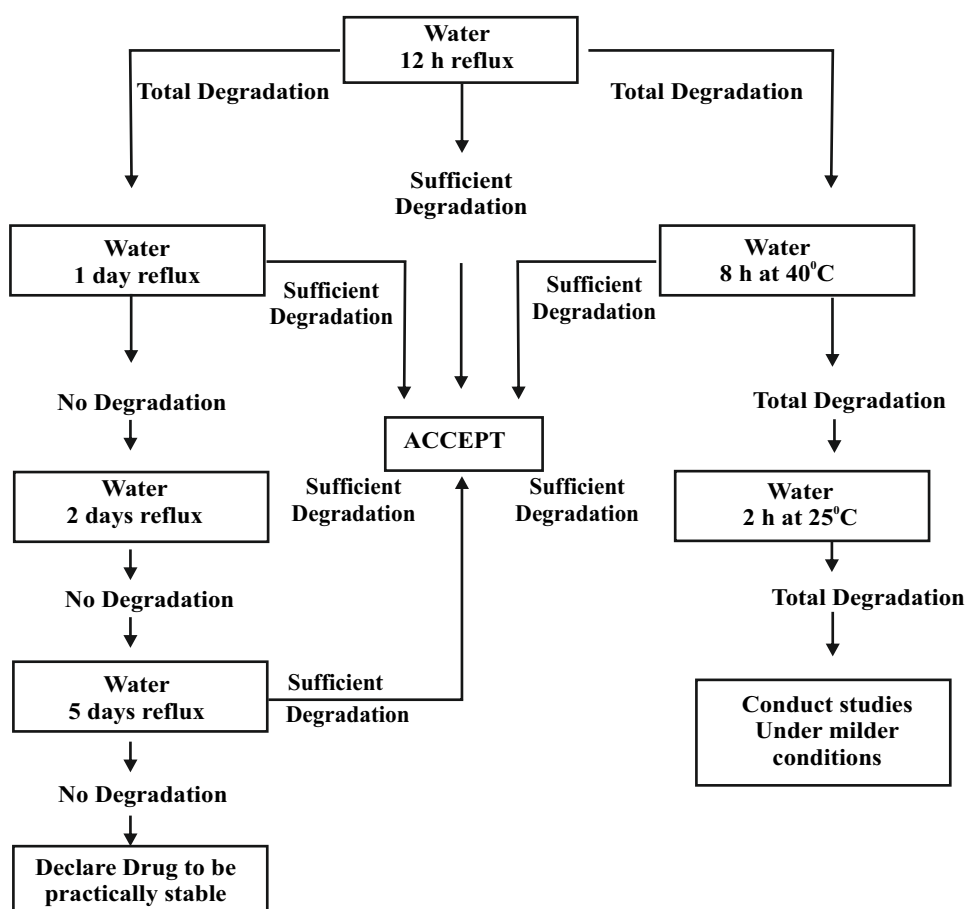 Water
12 h reflux
Total Degradation
Total Degradation
Sufficient
Degradation
Water
1 day reflux
Water
8 h at 40⁰C
Sufficient
Degradation
Sufficient
Degradation
No Degradation
Total Degradation
ACCEPT
Water
2 days reflux
Sufficient
Degradation
Sufficient
Degradation
Water
2 h at 25⁰C
No Degradation
Total Degradation
Water
5 days reflux
Sufficient
Degradation
Conduct studies
Under milder
conditions
No Degradation
Declare Drug to be
practically stable